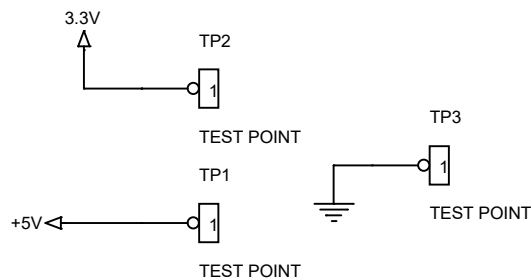 3.3V
TP2
1
TEST POINT
TP1
+5V
1
TEST POINT
TP3
1
TEST POINT